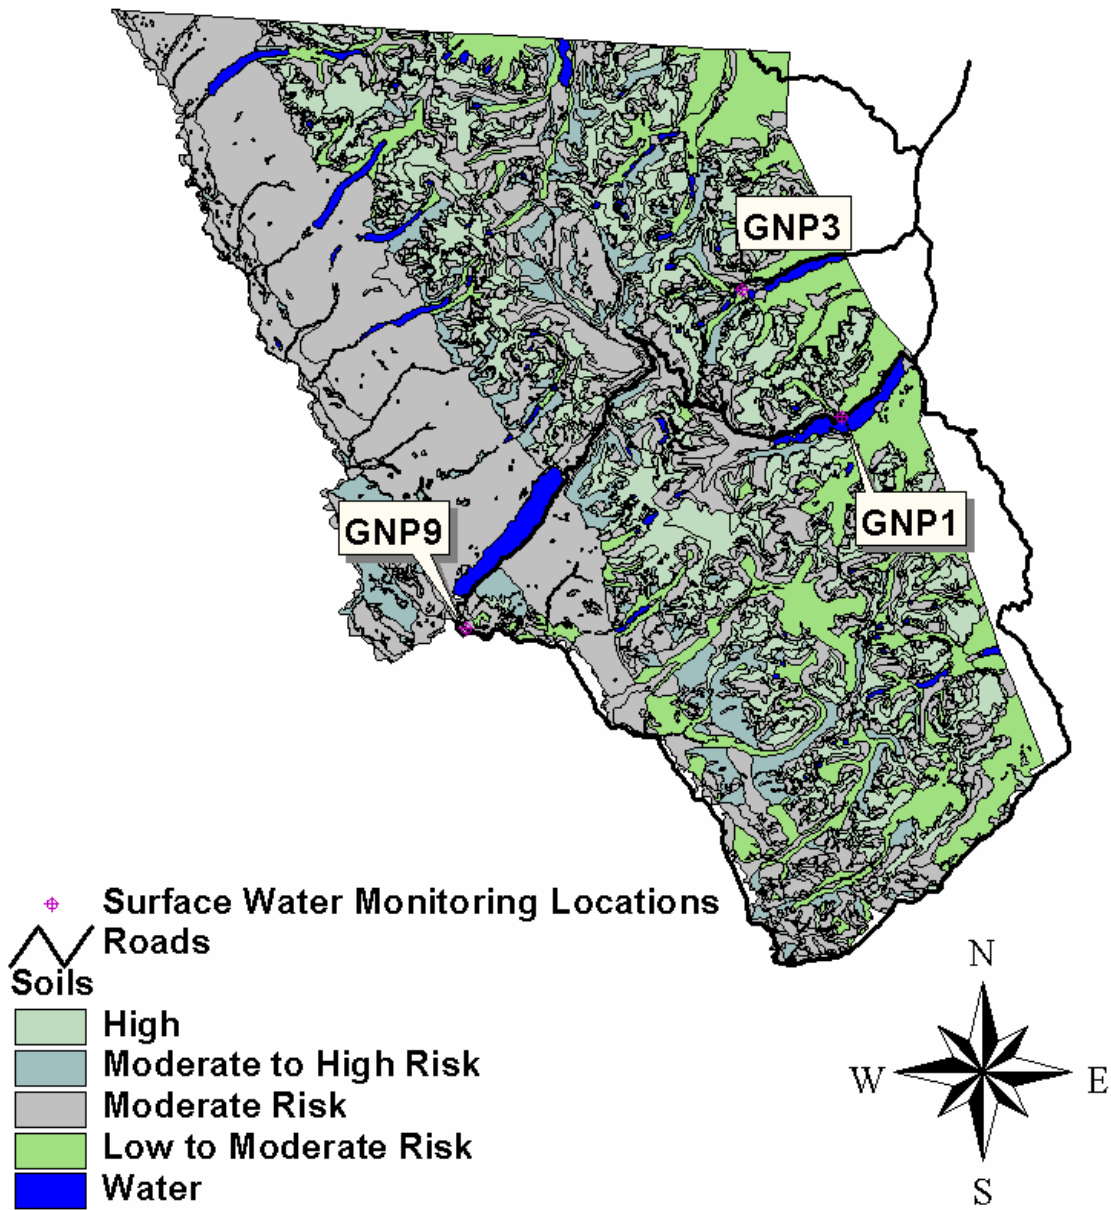 GNP3
GNP9
GNP1
Surface Water Monitoring Locations
Roads
Soils
High
Moderate to High Risk
Moderate Risk
Low to Moderate Risk
Water
N
W
E
S